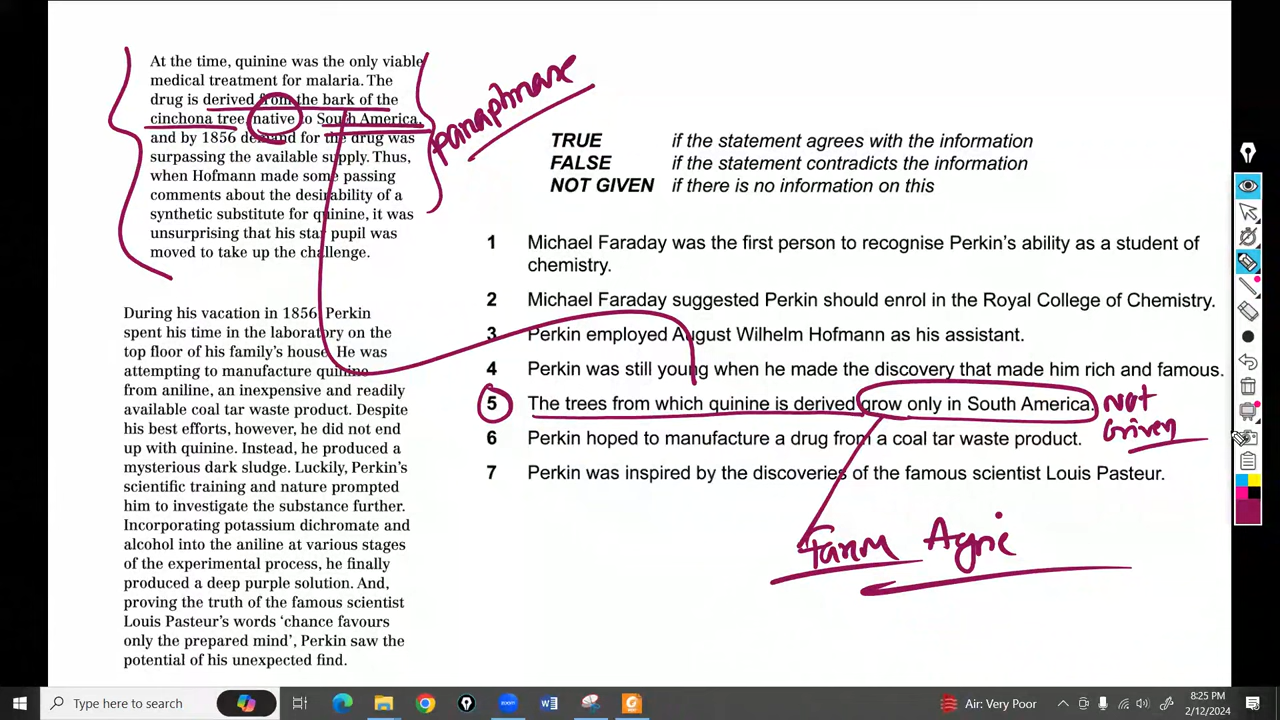 At the time, quinine was the only viable
medical treatment for malaria. The
drug is derived from the bark of the
cinchona tree, native to South America,
and by 1856 demand for the drug was
surpassing the available supply. Thus,
when Hofmann made some passing
comments about the desirability of a
synthetic substitute for quinine, it was
unsurprising that his star pupil was
moved to take up the challenge.
paraphrase
During his vacation in 1856, Perkin
spent his time in the laboratory on the
top floor of his family's house. He was
attempting to manufacture quinine
from aniline, an inexpensive and readily
available coal tar waste product. Despite
his best efforts, however, he did not end
up with quinine. Instead, he produced a
mysterious dark sludge. Luckily, Perkin's
scientific training and nature prompted
him to investigate the substance further.
Incorporating potassium dichromate and
alcohol into the aniline at various stages
of the experimental process, he finally
produced a deep purple solution. And,
proving the truth of the famous scientist
Louis Pasteur's words 'chance favours
only the prepared mind', Perkin saw the
potential of his unexpected find.
TRUE if the statement agrees with the information
FALSE if the statement contradicts the information
NOT GIVEN if there is no information on this
1 Michael Faraday was the first person to recognise Perkin's ability as a student of
chemistry.
2 Michael Faraday suggested Perkin should enrol in the Royal College of Chemistry.
3 Perkin employed August Wilhelm Hofmann as his assistant.
4 Perkin was still young when he made the discovery that made him rich and famous.
5 The trees from which quinine is derived grow only in South America.
Not
Given
6 Perkin hoped to manufacture a drug from a coal tar waste product.
7 Perkin was inspired by the discoveries of the famous scientist Louis Pasteur.
Farm Agric
Type here to search
zoom
Air: Very Poor
8:25 PM
2/12/2024